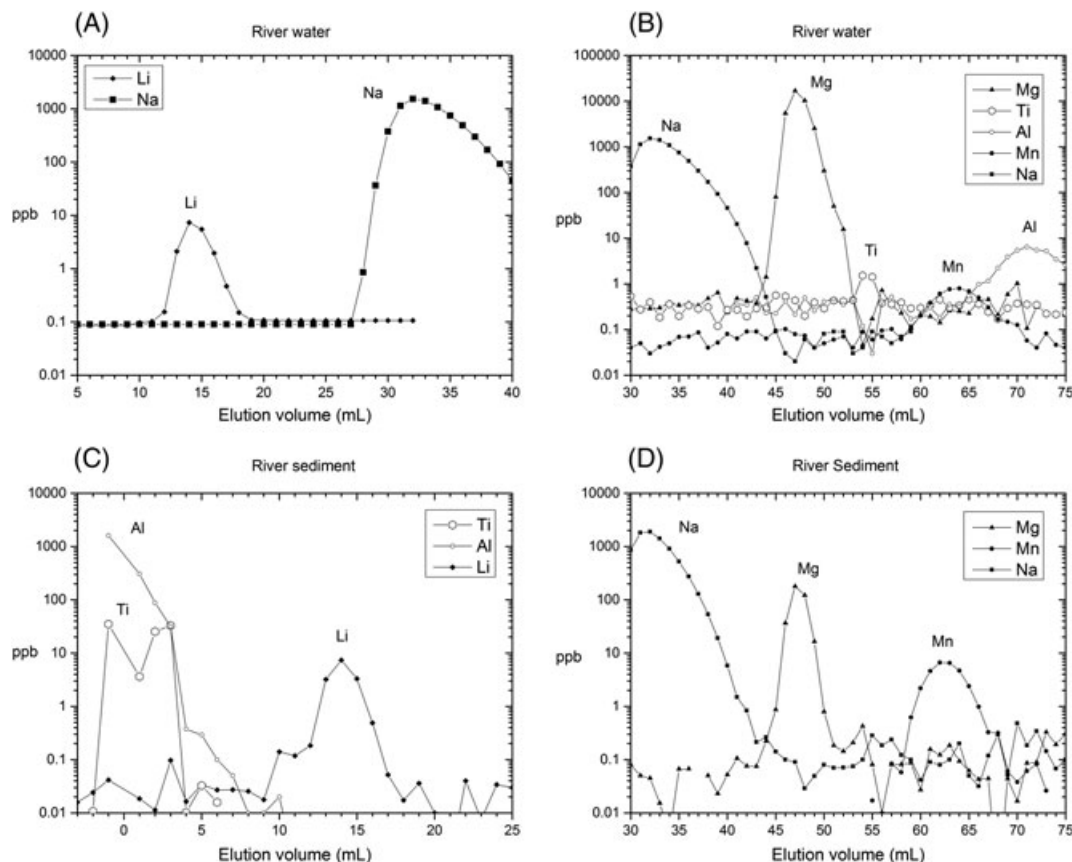 (A)
River water
Li
Na
10000
1000
100
10
1
0.1
0.01
ppb
Li
Na
5 10 15 20 25 30 35 40
Elution volume (mL)
(B)
River water
Mg
Ti
Al
Mn
Na
100000
10000
1000
100
10
1
0.1
0.01
ppb
Na
Mg
Ti
Mn
Al
30 35 40 45 50 55 60 65 70 75
Elution volume (mL)
(C)
River sediment
Ti
Al
Li
10000
1000
100
10
1
0.1
0.01
ppb
Al
Ti
Li
0 5 10 15 20 25
Elution volume (mL)
(D)
River Sediment
Mg
Mn
Na
10000
1000
100
10
1
0.1
0.01
ppb
Na
Mg
Mn
30 35 40 45 50 55 60 65 70 75
Elution volume (mL)